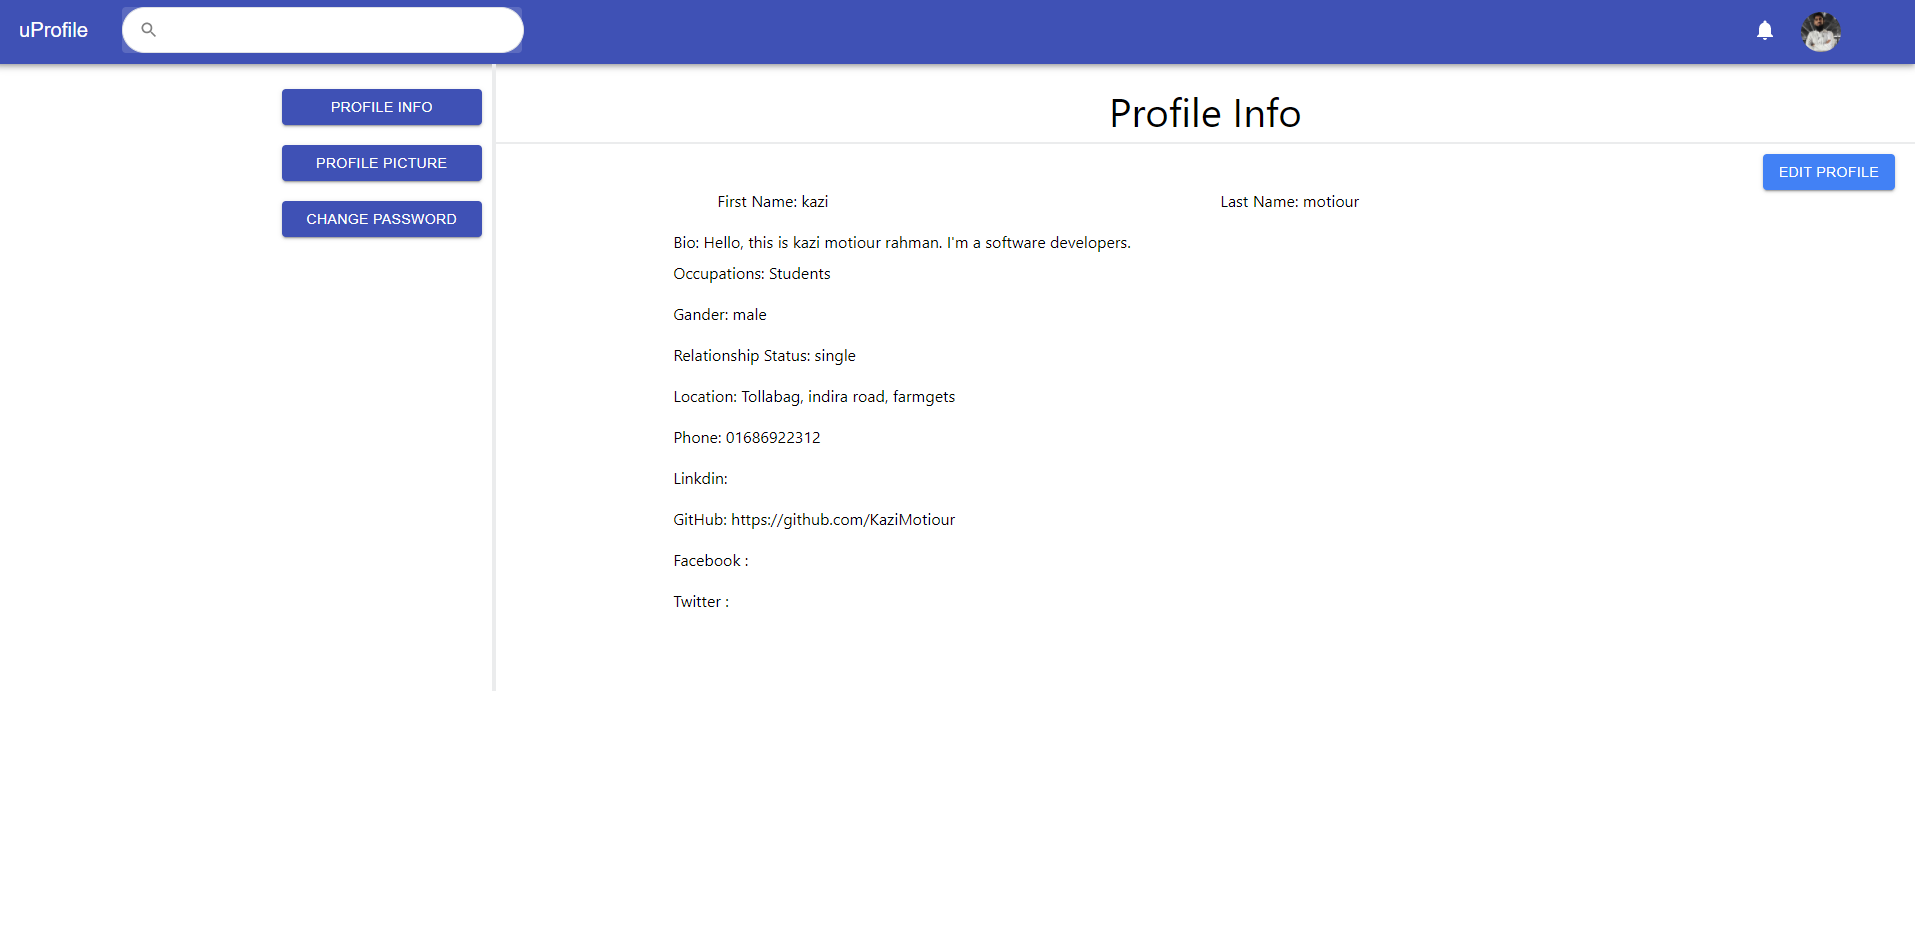 uProfile
PROFILE INFO
PROFILE PICTURE
CHANGE PASSWORD
Profile Info
EDIT PROFILE
First Name: kazi
Last Name: motiour
Bio: Hello, this is kazi motiour rahman. I'm a software developers.
Occupations: Students
Gander: male
Relationship Status: single
Location: Tollabag, indira road, farmgets
Phone: 01686922312
Linkdin:
GitHub: https://github.com/KaziMotiour
Facebook :
Twitter :